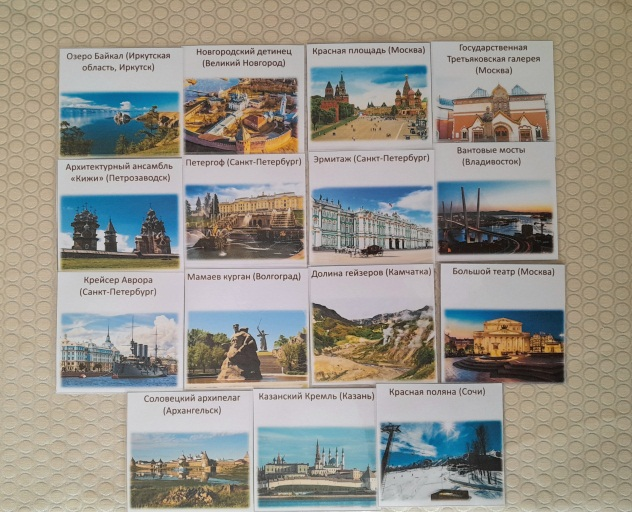 Озеро Байкал (Иркутская
область, Иркутск)
Новгородский детинец
(Великий Новгород)
Красная площадь (Москва)
Государственная
Третьяковская галерея
(Москва)
Архитектурный ансамбль
«Кижи» (Петрозаводск)
Петергоф (Санкт-Петербург)
Эрмитаж (Санкт-Петербург)
Вантовые мосты
(Владивосток)
Крейсер Аврора
(Санкт-Петербург)
Мамаев курган (Волгоград)
Долина гейзеров (Камчатка)
Большой театр (Москва)
Соловецкий архипелаг
(Архангельск)
Казанский Кремль (Казань)
Красная поляна (Сочи)